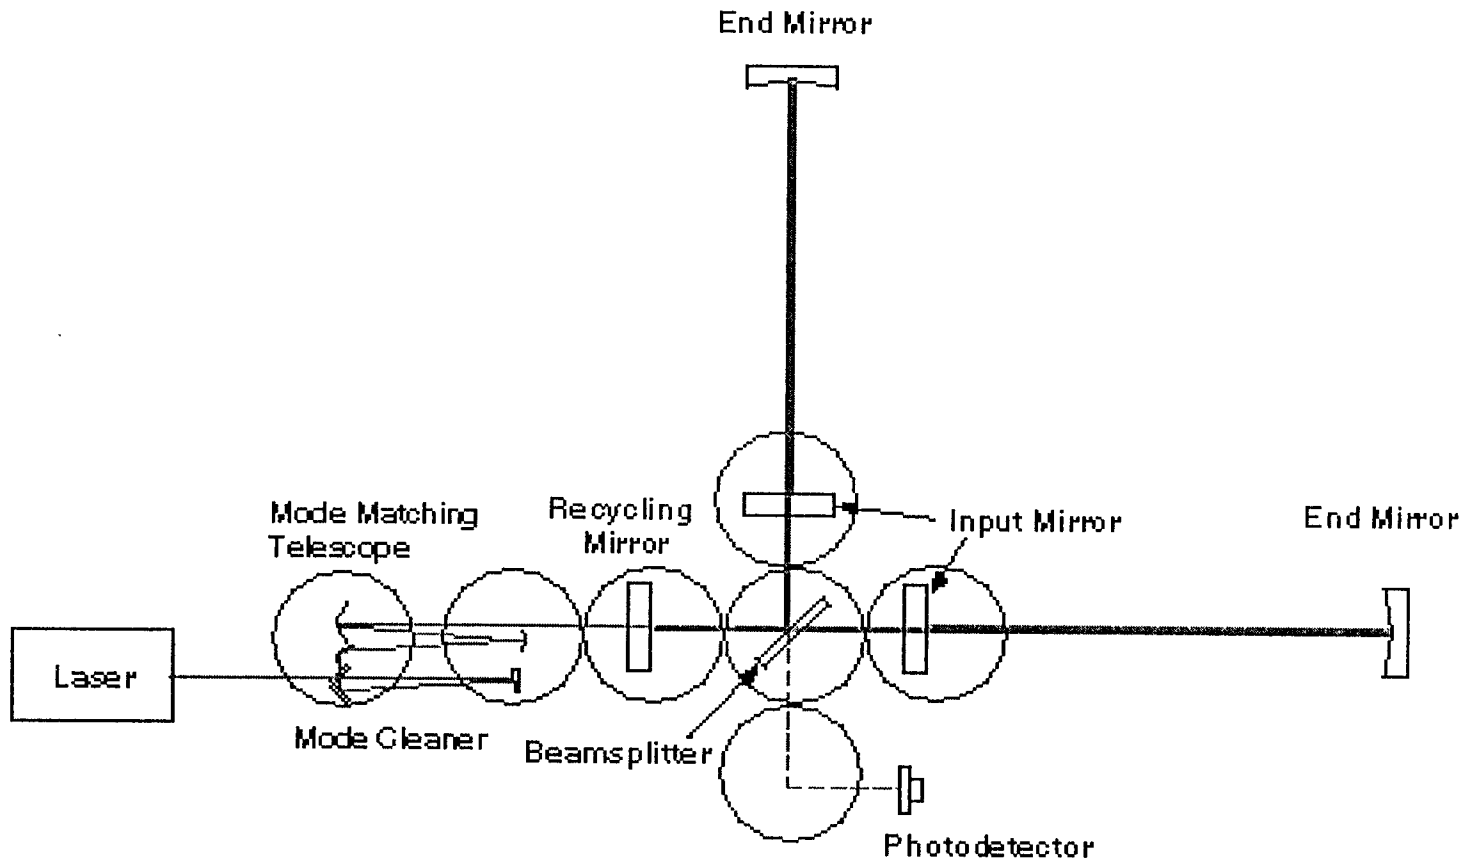 End Mirror
Mode Matching
Telescope
Recycling
Mirror
Input Mirror
End Mirror
Laser
Mode Cleaner
Beamsplitter
Photodetector